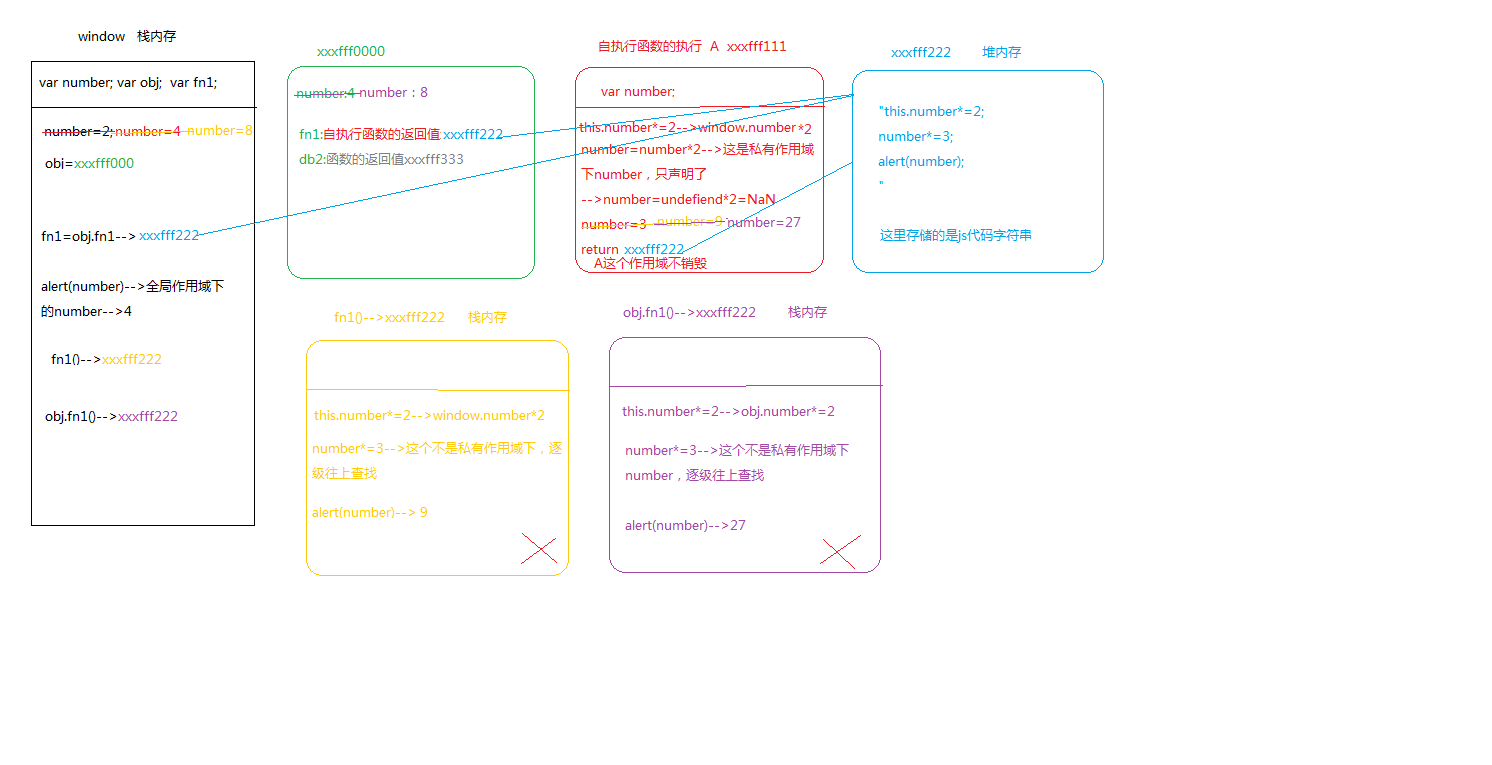 window 栈内存
var number; var obj; var fn1;
number=2;number=4 number=8
obj=xxxfff000
fn1=obj.fn1--> xxxfff222
alert(number)-->全局作用域下
的number-->4
fn1()-->xxxfff222
obj.fn1()-->xxxfff222
xxxfff0000
number:4 number：8
fn1:自执行函数的返回值:xxxfff222
db2:函数的返回值xxxfff333
自执行函数的执行 A xxxfff111
var number;
this.number*=2-->window.number*2
number=number*2-->这是私有作用域
下number，只声明了
-->number=undefiend*2=NaN
number=3 number=9 number=27
return xxxfff222
A这个作用域不销毁
xxxfff222 堆内存
"this.number*=2;
number*=3;
alert(number);
"
这里存储的是js代码字符串
fn1()-->xxxfff222 栈内存
this.number*=2-->window.number*2
number*=3-->这个不是私有作用域下，逐
级往上查找
alert(number)--> 9
obj.fn1()-->xxxfff222 栈内存
this.number*=2-->obj.number*=2
number*=3-->这个不是私有作用域下
number，逐级往上查找
alert(number)-->27